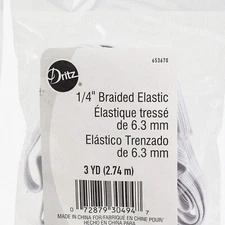 653670
Dritz
1/4" Braided Elastic
Élastique tressé
de 6.3 mm
Elástico Trenzado
de 6.3 mm
3 YD (2.74 m)
MADE IN CHINA FOR/FABRIQUÉ EN CHINE POUR/
HECHO EN CHINA PARA
0 72879 30494 7